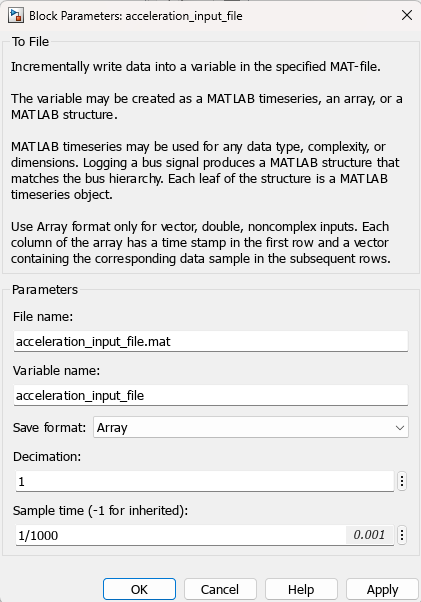 Block Parameters: acceleration_input_file
To File
Incrementally write data into a variable in the specified MAT-file.
The variable may be created as a MATLAB timeseries, an array, or a
MATLAB structure.
MATLAB timeseries may be used for any data type, complexity, or
dimensions. Logging a bus signal produces a MATLAB structure that
matches the bus hierarchy. Each leaf of the structure is a MATLAB
timeseries object.
Use Array format only for vector, double, noncomplex inputs. Each
column of the array has a time stamp in the first row and a vector
containing the corresponding data sample in the subsequent rows.
Parameters
File name:
acceleration_input_file.mat
Variable name:
acceleration_input_file
Save format: Array
Decimation:
1
Sample time (-1 for inherited):
1/1000 0.001
OK Cancel Help Apply